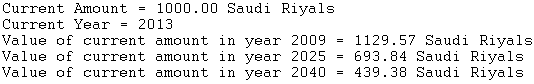 Current Amount = 1000.00 Saudi Riyals
Current Year = 2013
Value of current amount in year 2009 = 1129.57 Saudi Riyals
Value of current amount in year 2025 = 693.84 Saudi Riyals
Value of current amount in year 2040 = 439.38 Saudi Riyals